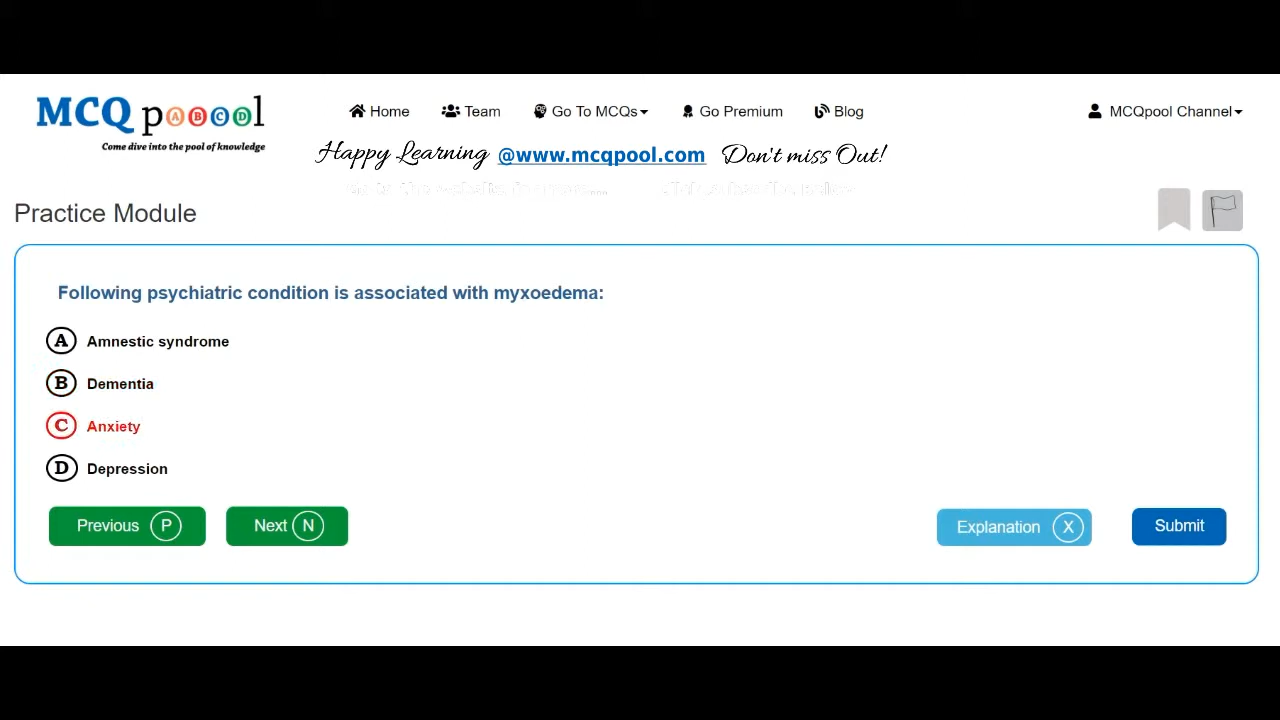 MCQ pooool
Come dive into the pool of knowledge
Home Team Go To MCQs Go Premium Blog MCQpool Channel
Happy Learning @www.mcqpool.com Don't miss Out!
Practice Module
Following psychiatric condition is associated with myxoedema:
A Amnestic syndrome
B Dementia
C Anxiety
D Depression
Previous P Next N Explanation X Submit